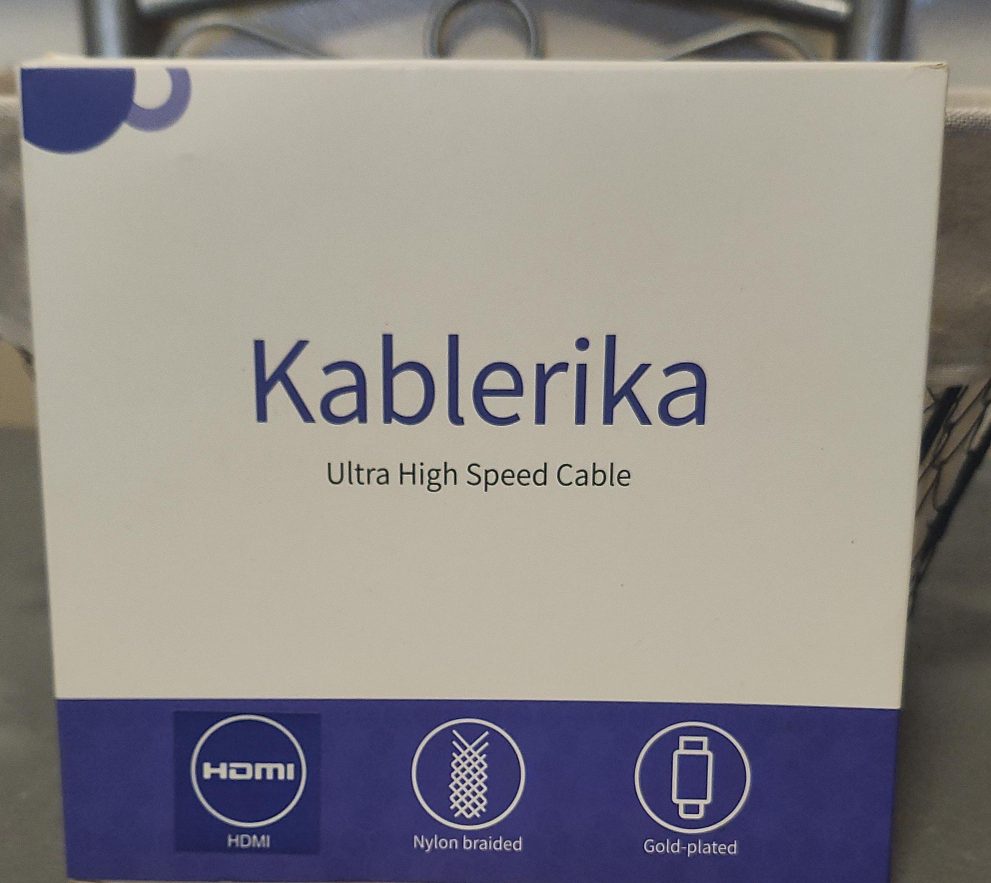 Kablerika
Ultra High Speed Cable
HDMI
HDMI
Nylon braided
Gold-plated